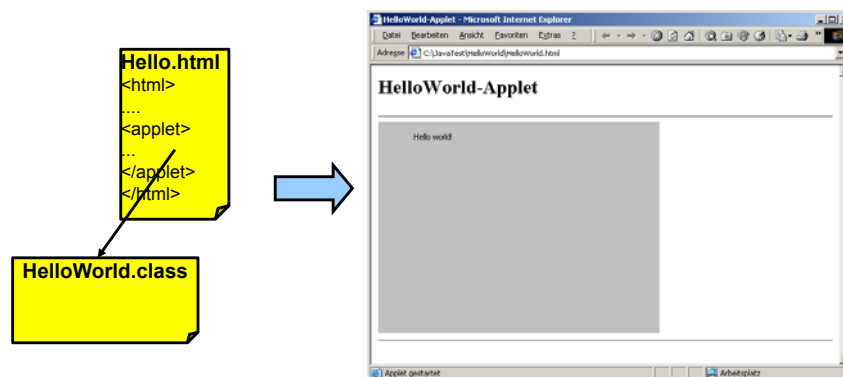 Hello.html
<html>
....
<applet>
...
</applet>
</html>
HelloWorld.class
HelloWorld-Applet - Microsoft Internet Explorer
Datei Bearbeiten Ansicht Favoriten Extras ?
Adresse C:\JavaTest\HelloWorld\HelloWorld.html
HelloWorld-Applet
Hello world!
Applet gestartet
Arbeitsplatz